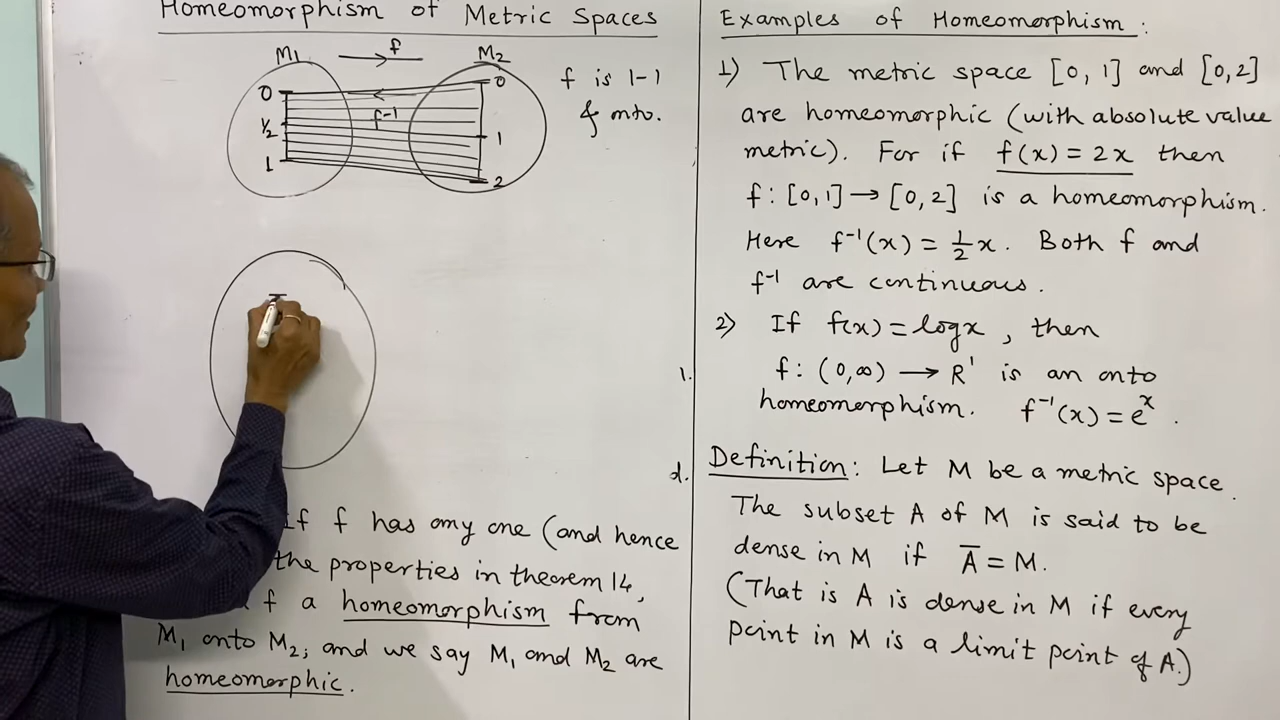 Homeomorphism of Metric Spaces
M1 f M2
0 0
f⁻¹
½ 1
1 2
f is 1-1
& onto.
If f has any one (and hence
the properties in theorem 14,
f a homeomorphism from
M1 onto M2, and we say M1 and M2 are
homeomorphic.
l.
d.
Examples of Homeomorphism:
1) The metric space [0, 1] and [0,2]
are homeomorphic (with absolute value
metric). For if f(x) = 2x then
f: [0,1] → [0,2] is a homeomorphism.
Here f⁻¹(x) = ½x. Both f and
f⁻¹ are continuous.
2) If f(x) = logx, then
f: (0,∞) → R¹ is an onto
homeomorphism. f⁻¹(x) = eˣ.
Definition: Let M be a metric space.
The subset A of M is said to be
dense in M if A̅ = M.
(That is A is dense in M if every
point in M is a limit point of A.)